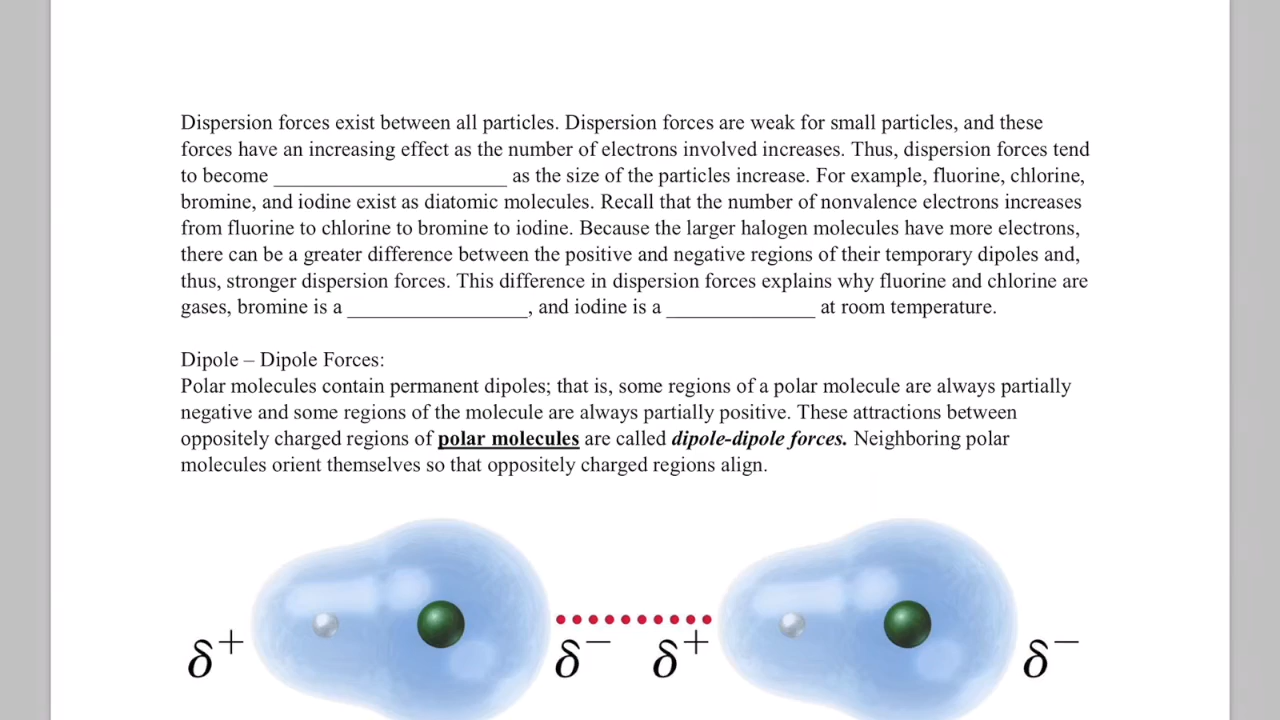 Dispersion forces exist between all particles. Dispersion forces are weak for small particles, and these
forces have an increasing effect as the number of electrons involved increases. Thus, dispersion forces tend
to become ______________________ as the size of the particles increase. For example, fluorine, chlorine,
bromine, and iodine exist as diatomic molecules. Recall that the number of nonvalence electrons increases
from fluorine to chlorine to bromine to iodine. Because the larger halogen molecules have more electrons,
there can be a greater difference between the positive and negative regions of their temporary dipoles and,
thus, stronger dispersion forces. This difference in dispersion forces explains why fluorine and chlorine are
gases, bromine is a _________________, and iodine is a ______________ at room temperature.
Dipole – Dipole Forces:
Polar molecules contain permanent dipoles; that is, some regions of a polar molecule are always partially
negative and some regions of the molecule are always partially positive. These attractions between
oppositely charged regions of polar molecules are called dipole-dipole forces. Neighboring polar
molecules orient themselves so that oppositely charged regions align.
δ+ δ− δ+ δ−